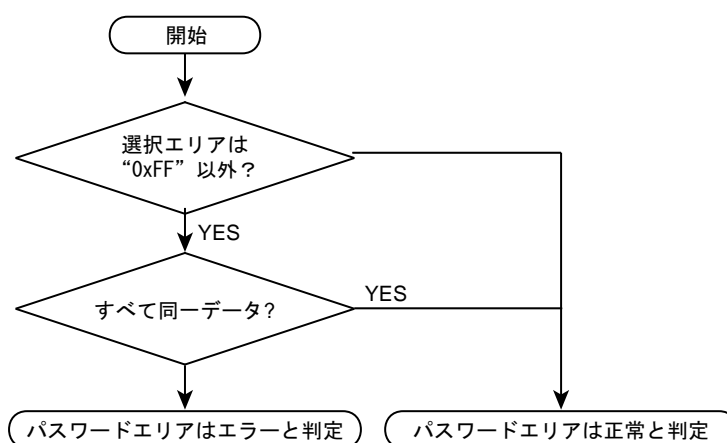 開始
選択エリアは
“0xFF” 以外？
YES
すべて同一データ?
YES
パスワードエリアはエラーと判定
パスワードエリアは正常と判定